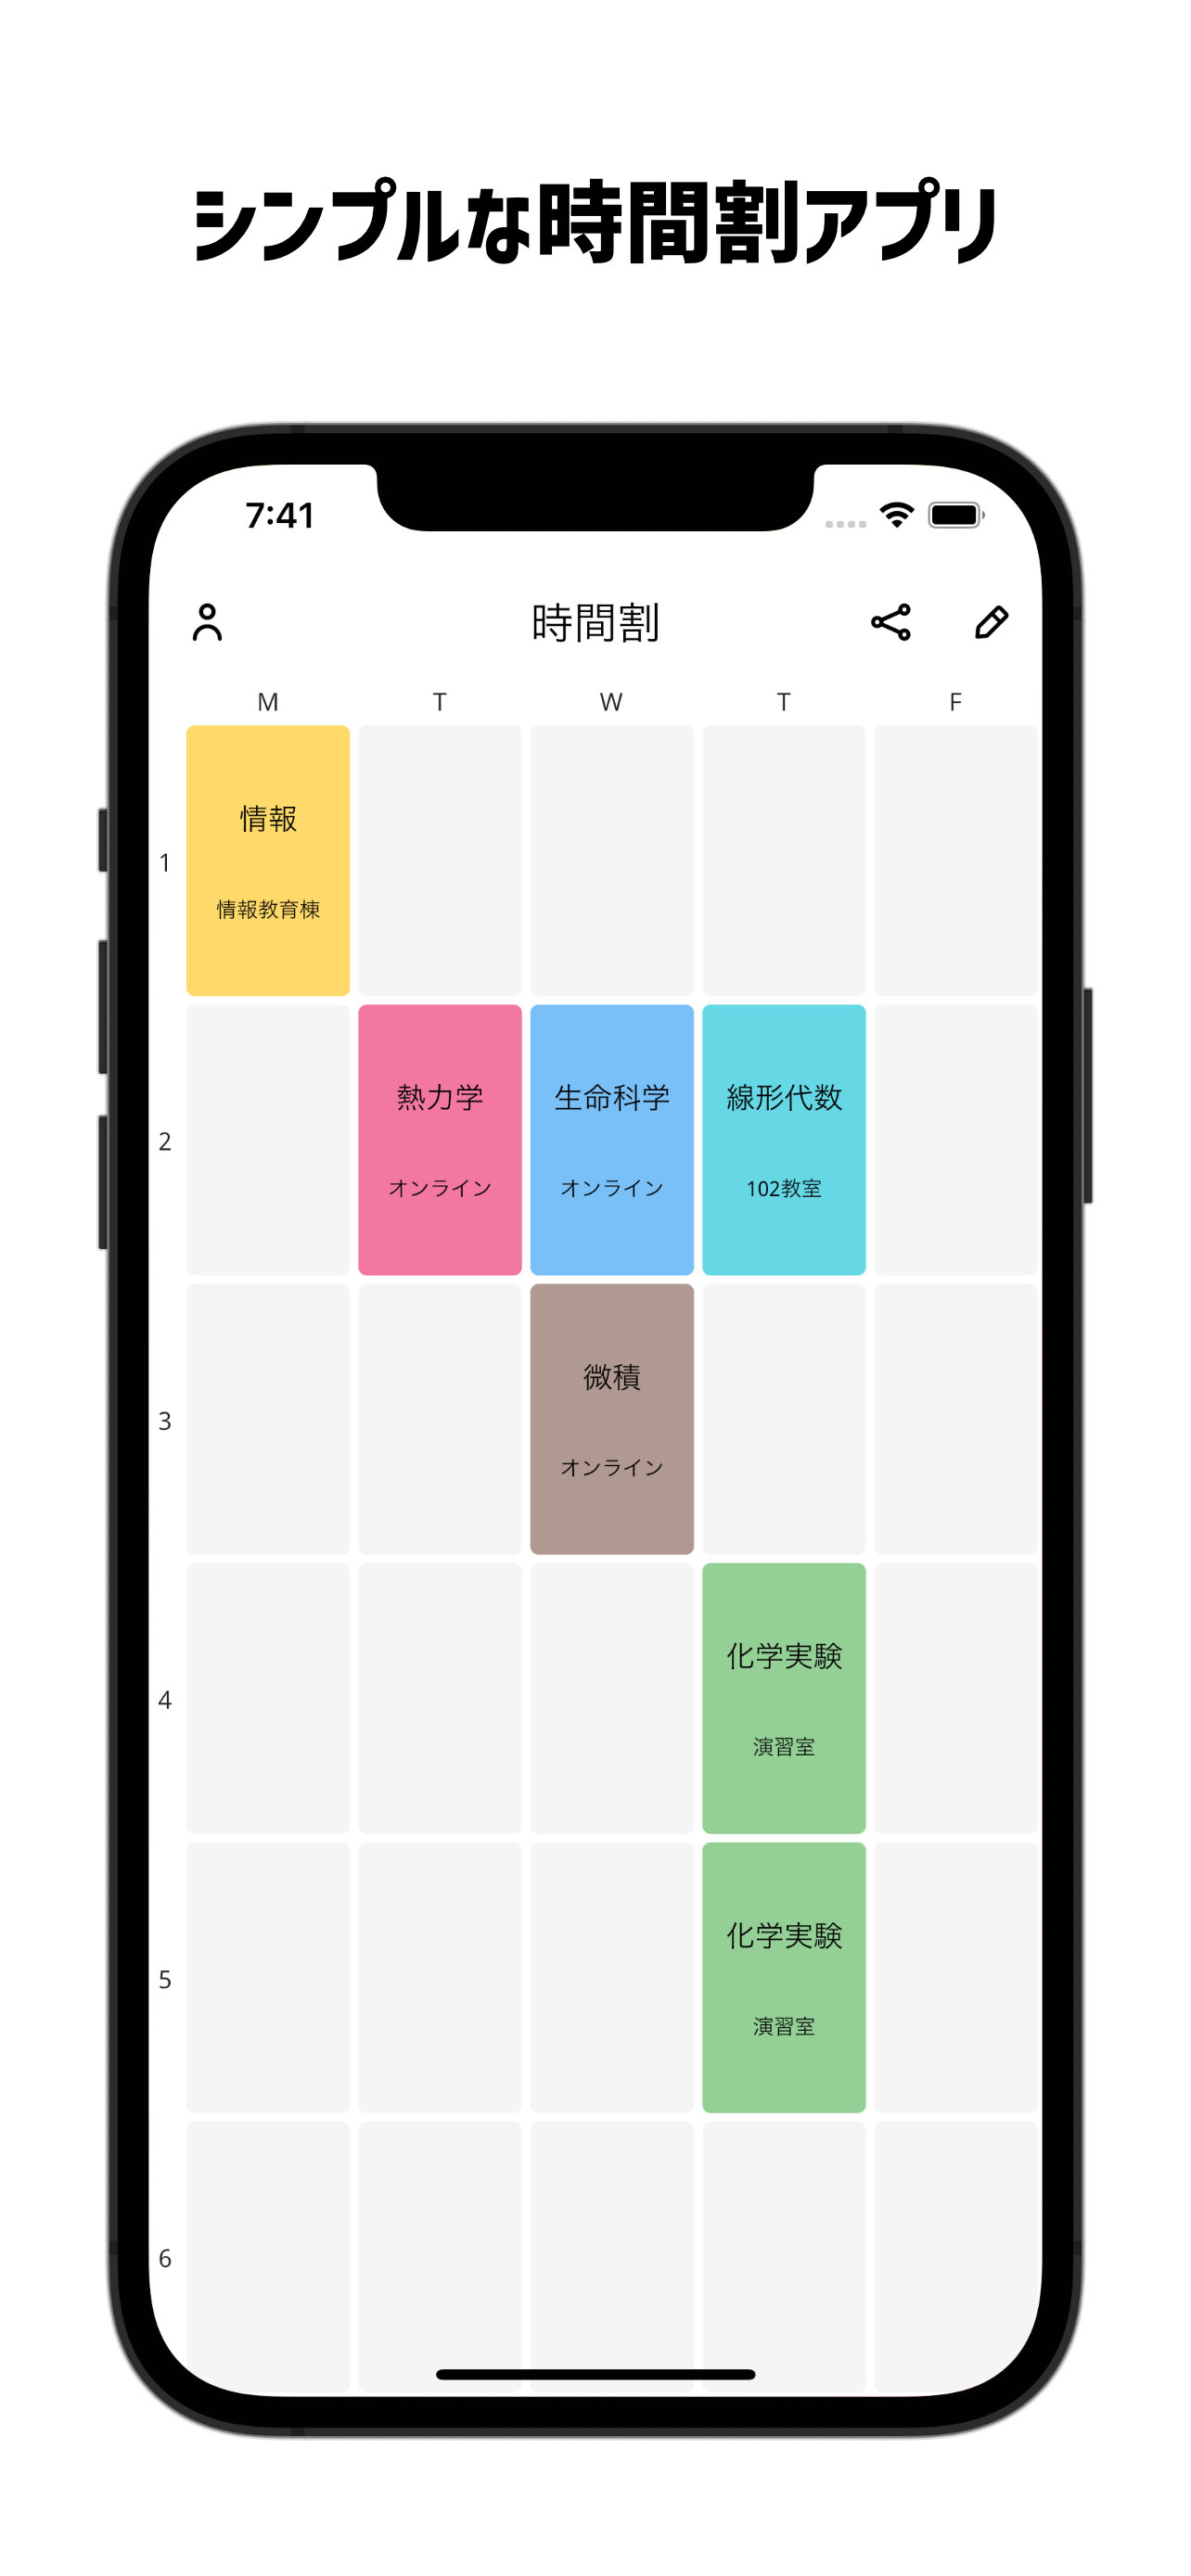 シンプルな時間割アプリ
7:41
時間割
M T W T F
1
情報
情報教育棟
2
熱力学 生命科学 線形代数
オンライン オンライン 102教室
3
微積
オンライン
4
化学実験
演習室
5
化学実験
演習室
6